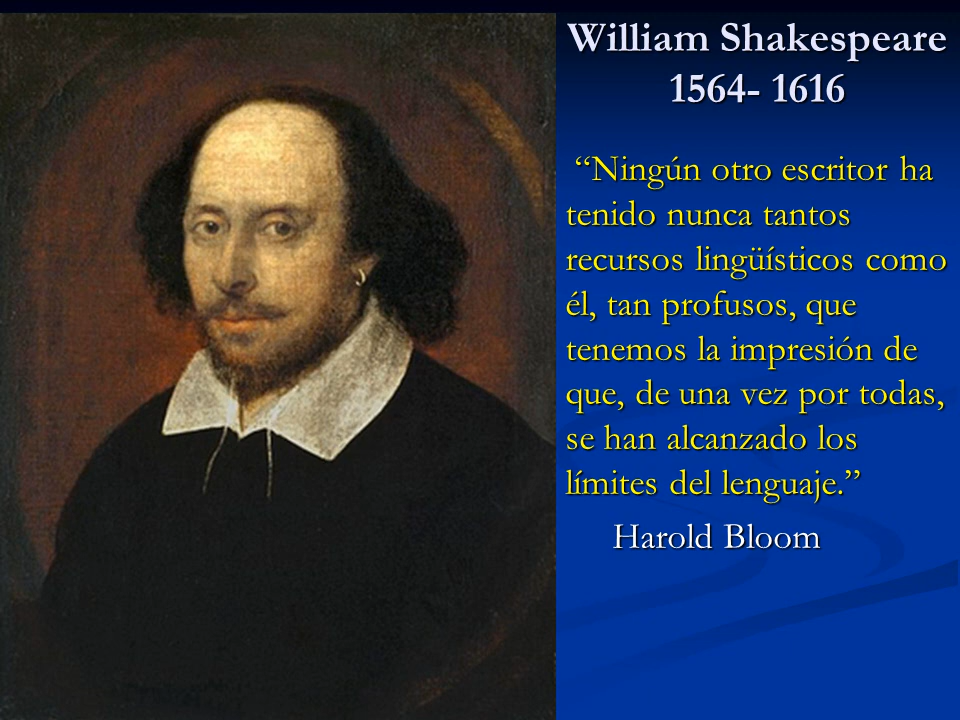 William Shakespeare
1564- 1616
“Ningún otro escritor ha
tenido nunca tantos
recursos lingüísticos como
él, tan profusos, que
tenemos la impresión de
que, de una vez por todas,
se han alcanzado los
límites del lenguaje.”
Harold Bloom